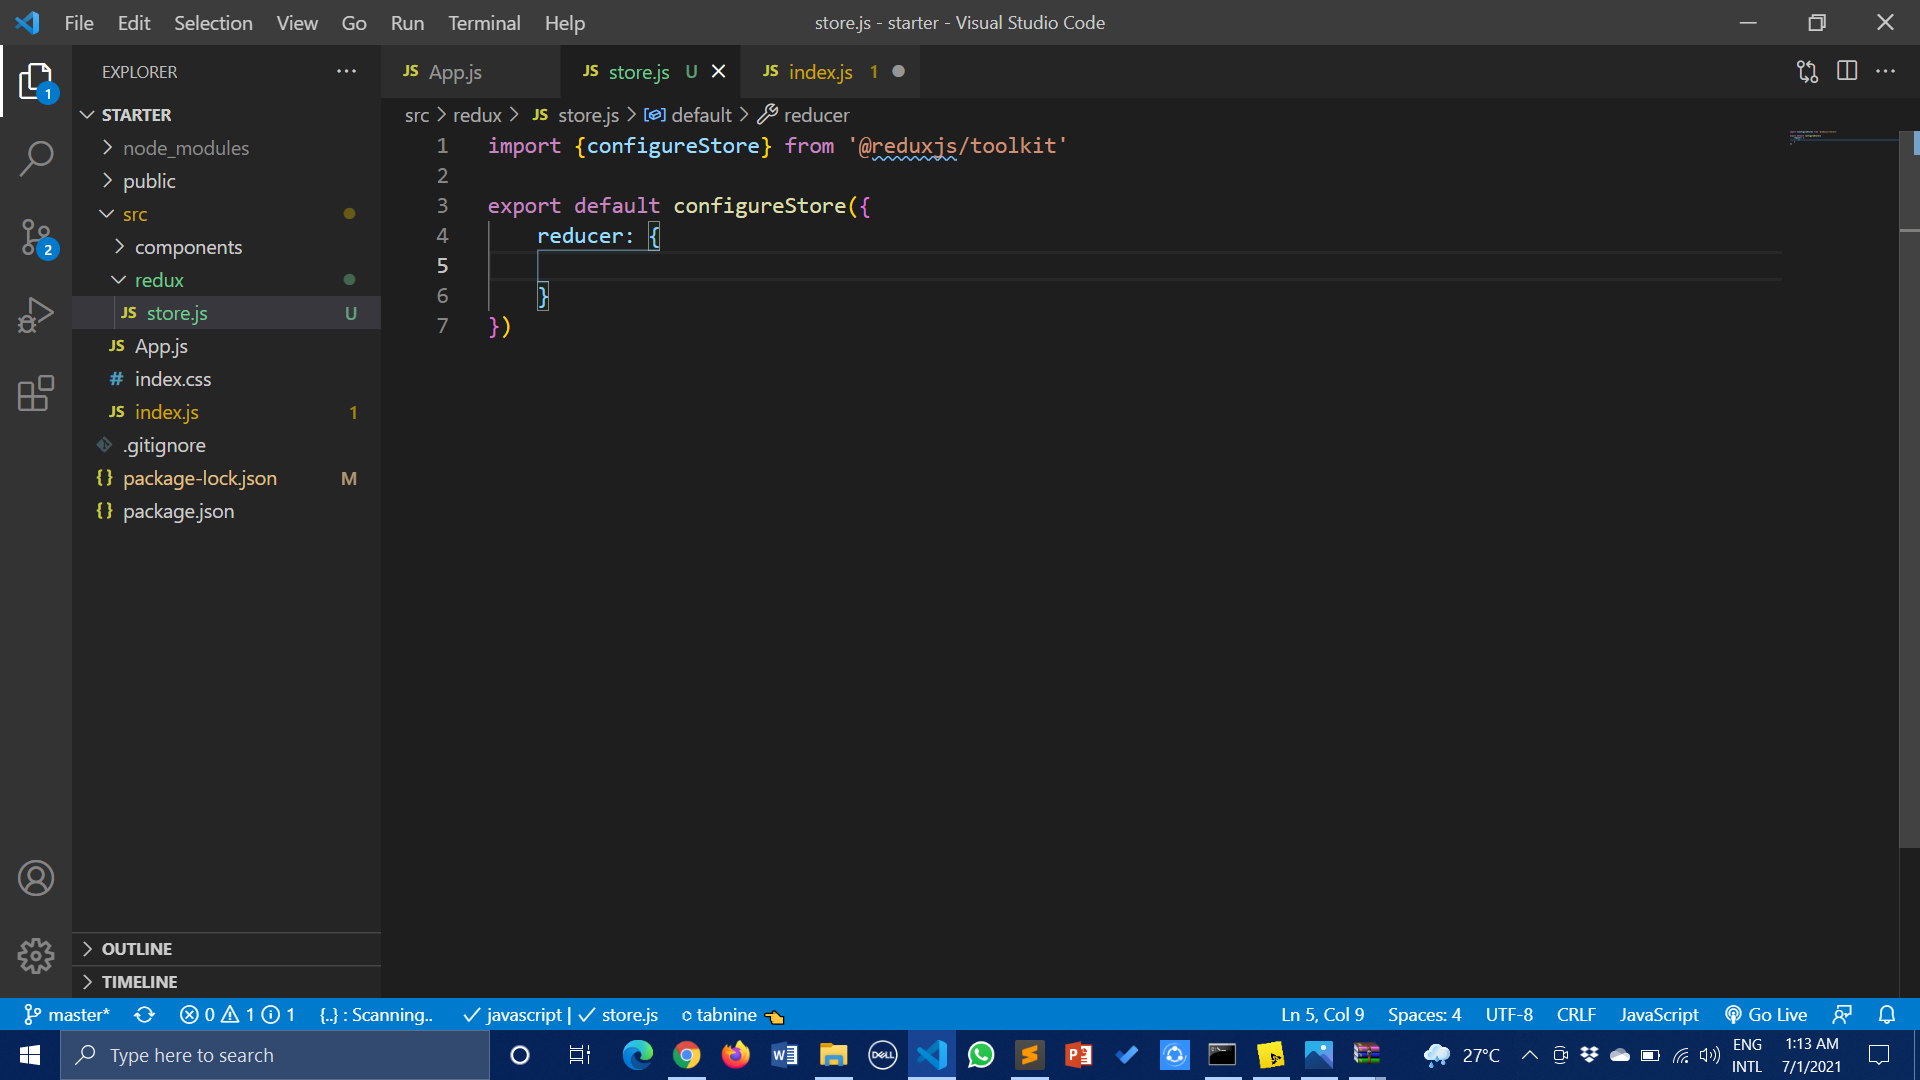 File Edit Selection View Go Run Terminal Help
store.js - starter - Visual Studio Code
EXPLORER
JS App.js
JS store.js U
JS index.js 1
src > redux > JS store.js > default > reducer
1
2
STARTER
node_modules
public
src
components
redux
JS store.js U
JS App.js
# index.css
JS index.js 1
.gitignore
{} package-lock.json M
{} package.json
OUTLINE
TIMELINE
1 import {configureStore} from '@reduxjs/toolkit'
2
3 export default configureStore({
4 reducer: {
5
6 }
7 })
master* 0 1 1 {..} : Scanning.. javascript | store.js tabnine Ln 5, Col 9 Spaces: 4 UTF-8 CRLF JavaScript Go Live
Type here to search
DELL
27°C
ENG
INTL
1:13 AM
7/1/2021